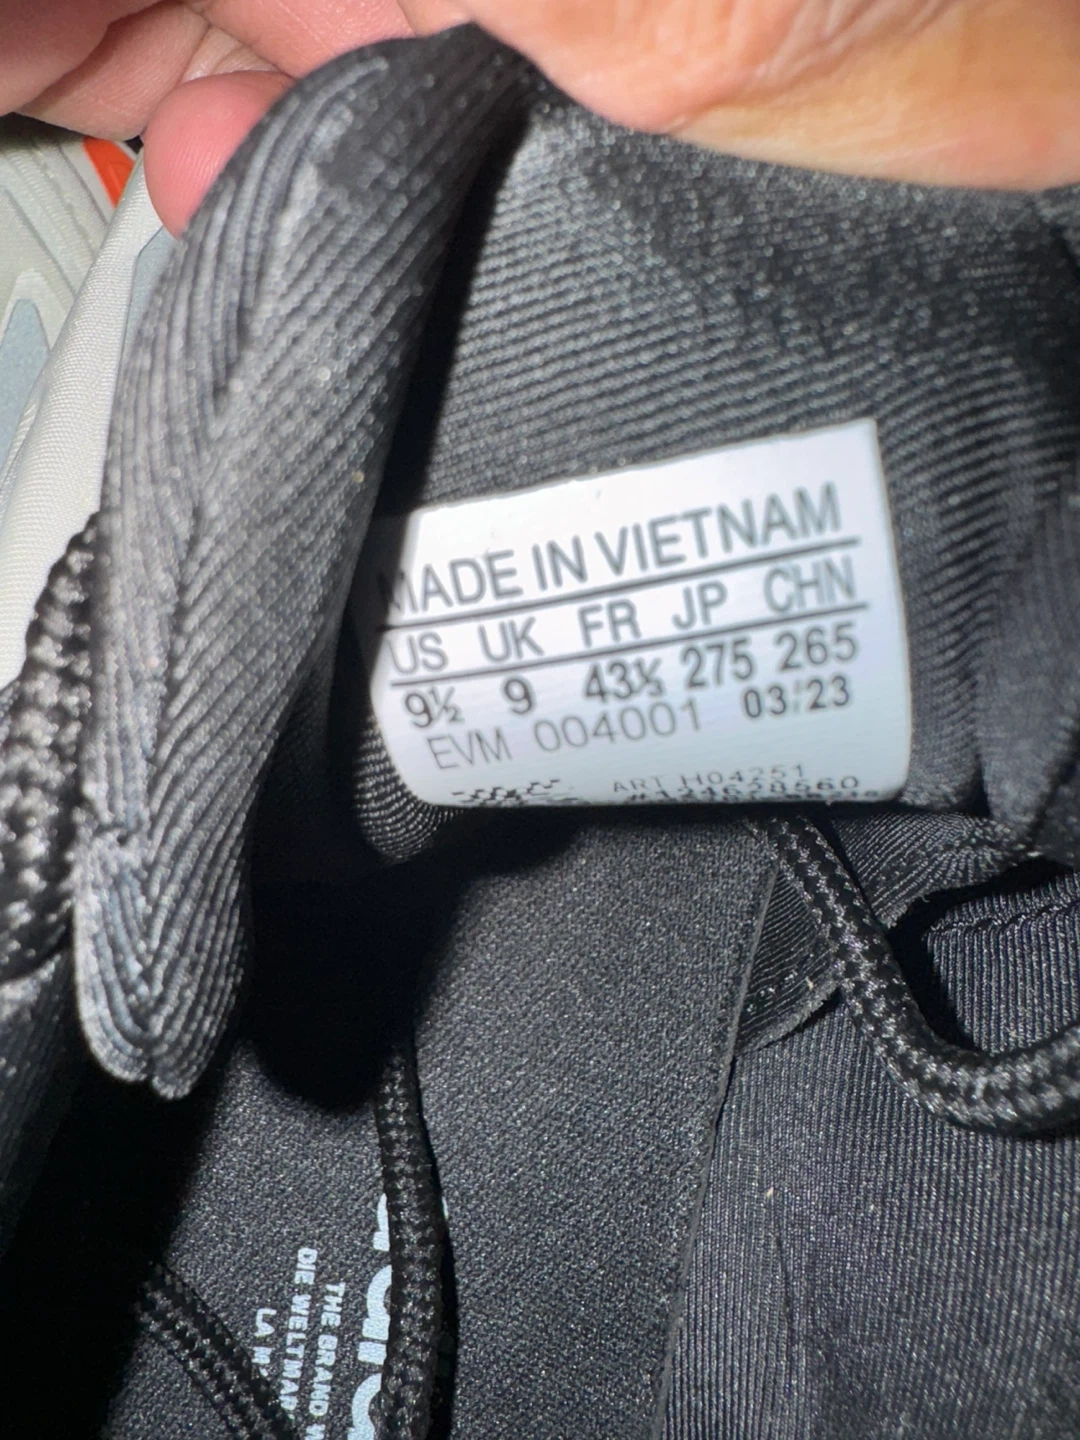 MADE IN VIETNAM
US UK FR JP CHN
9½ 9 43⅓ 275 265
EVM 004001 03/23
ART H04251
THE BRAND
DIE WELTMAR
LA